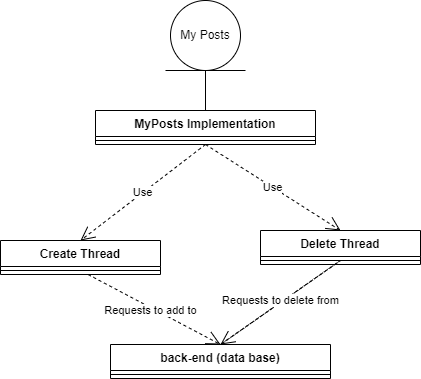 My Posts
MyPosts Implementation
Use
Use
Create Thread
Delete Thread
Requests to add to
Requests to delete from
back-end (data base)